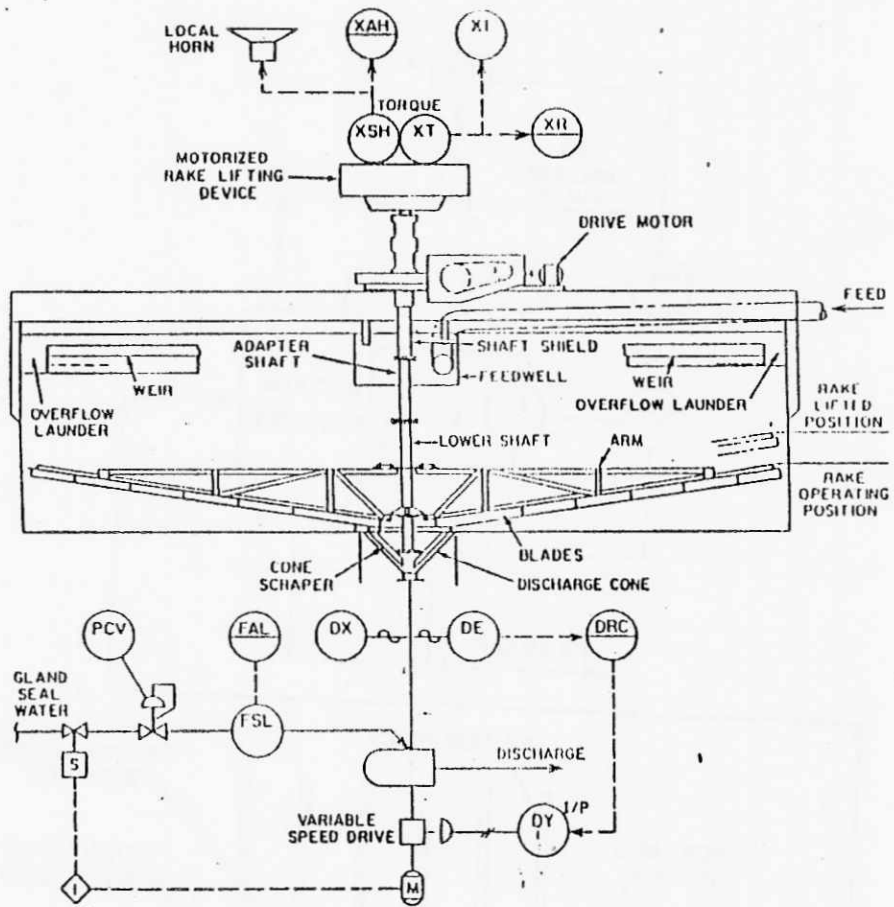 LOCAL
HORN
XAH
XI
TORQUE
XSH
XT
XR
MOTORIZED
RAKE LIFTING
DEVICE
DRIVE MOTOR
FEED
ADAPTER
SHAFT
SHAFT SHIELD
FEEDWELL
WEIR
WEIR
OVERFLOW
LAUNDER
OVERFLOW
LAUNDER
RAKE
LIFTED
POSITION
LOWER SHAFT
ARM
RAKE
OPERATING
POSITION
BLADES
CONE
SCHAPER
DISCHARGE CONE
PCV
FAL
DX
DE
DRC
GLAND
SEAL
WATER
FSL
S
DISCHARGE
VARIABLE
SPEED DRIVE
DY
I/P
I
M